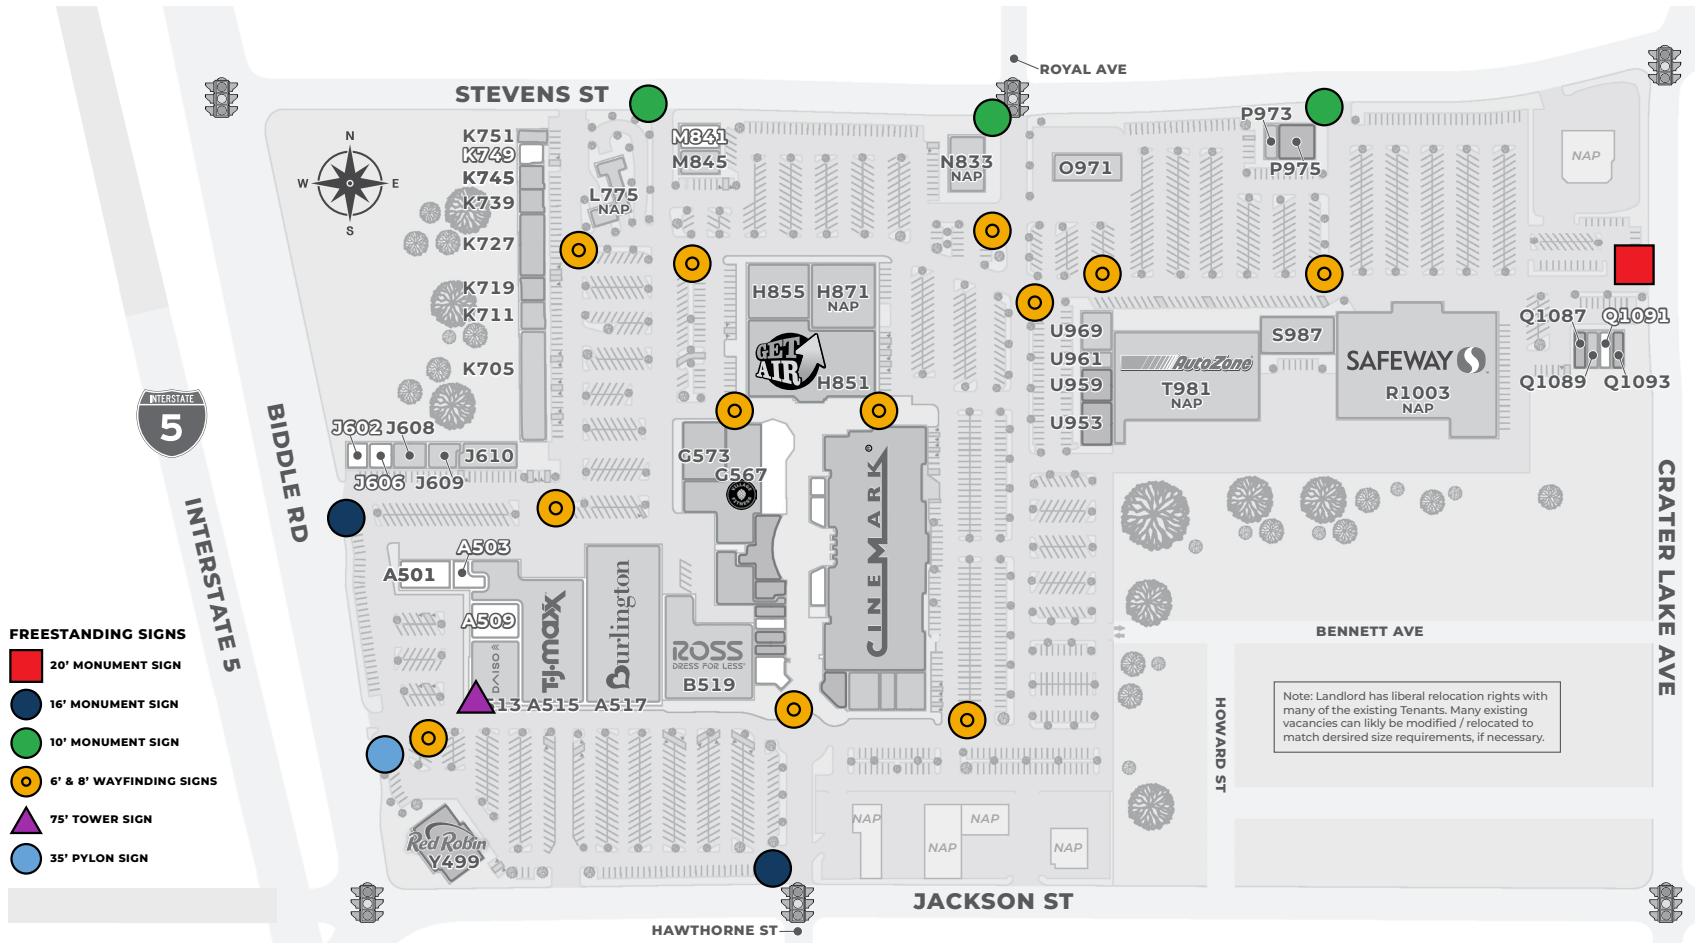 ROYAL AVE
STEVENS ST
N
W
E
S
K751
K749
K745
K739
K727
K719
K711
K705
L775
NAP
M841
M845
N833
NAP
O971
P973
P975
NAP
H855
H871
NAP
GET
AIR
H851
U969
U961
U959
U953
AutoZone
T981
NAP
S987
SAFEWAY
R1003
NAP
Q1087
Q1091
Q1089
Q1093
INTERSTATE
5
BIDDLE RD
INTERSTATE 5
J602
J608
J606
J609
J610
G573
G567
CINEMARK
A503
A501
A509
DAISO
T·J·maxx
Burlington
ROSS
DRESS FOR LESS
B519
513
A515
A517
CRATER LAKE AVE
BENNETT AVE
HOWARD ST
Note: Landlord has liberal relocation rights with
many of the existing Tenants. Many existing
vacancies can likly be modified / relocated to
match dersired size requirements, if necessary.
FREESTANDING SIGNS
20' MONUMENT SIGN
16' MONUMENT SIGN
10' MONUMENT SIGN
6' & 8' WAYFINDING SIGNS
75' TOWER SIGN
35' PYLON SIGN
Red Robin
Y499
NAP
NAP
NAP
NAP
JACKSON ST
HAWTHORNE ST